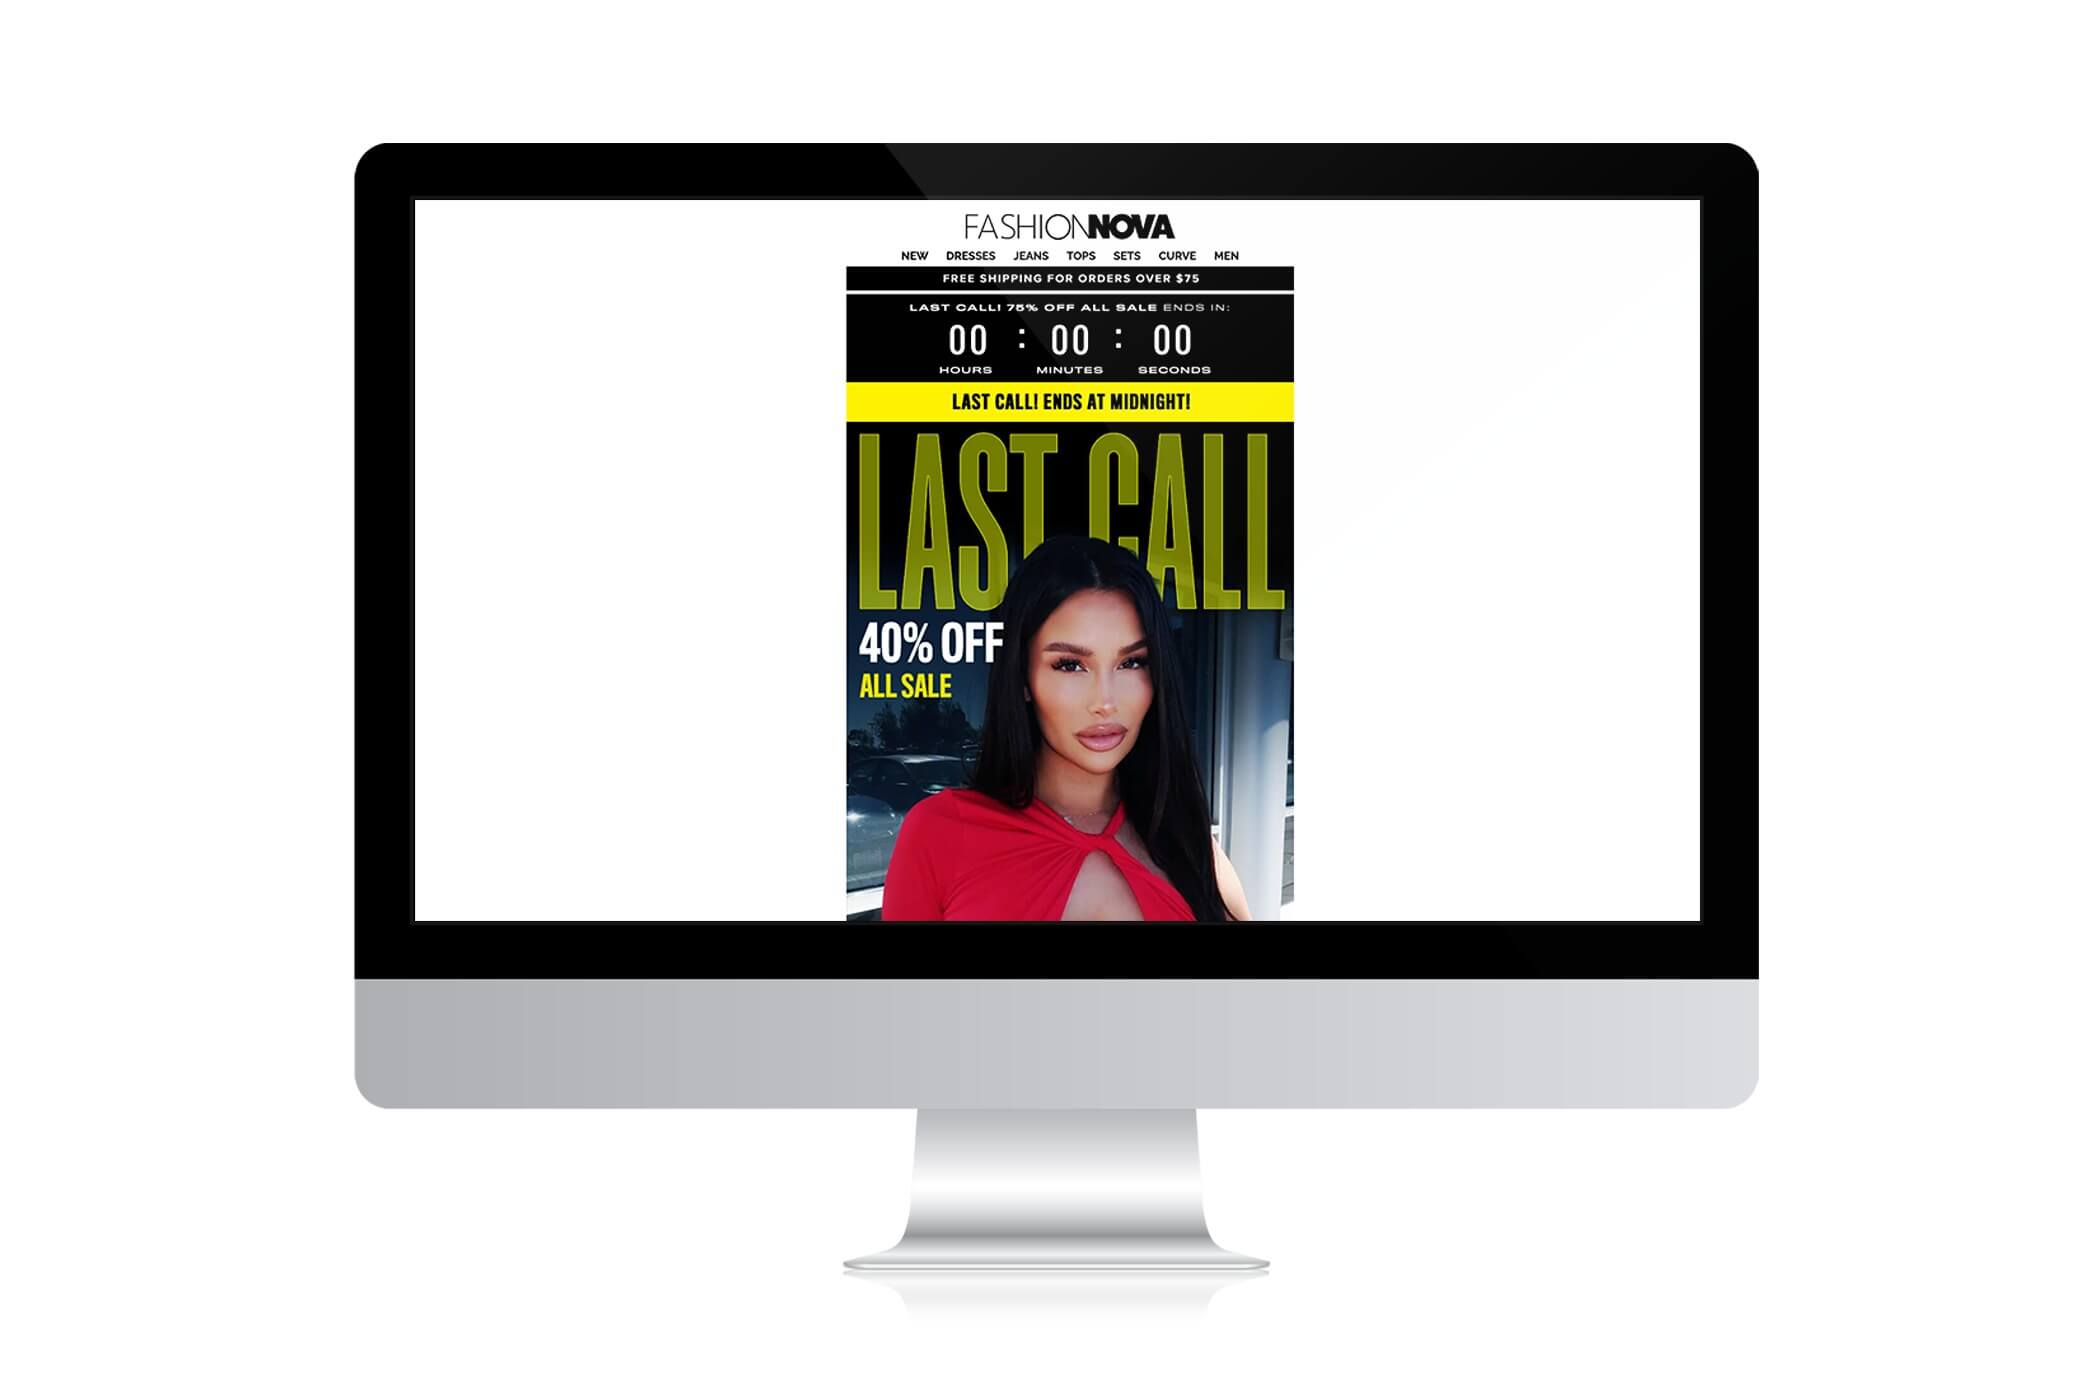 FASHIONNOVA
NEW DRESSES JEANS TOPS SETS CURVE MEN
FREE SHIPPING FOR ORDERS OVER $75
LAST CALL! 75% OFF ALL SALE ENDS IN:
00 : 00 : 00
HOURS MINUTES SECONDS
LAST CALL! ENDS AT MIDNIGHT!
LAST CALL
40% OFF
ALL SALE